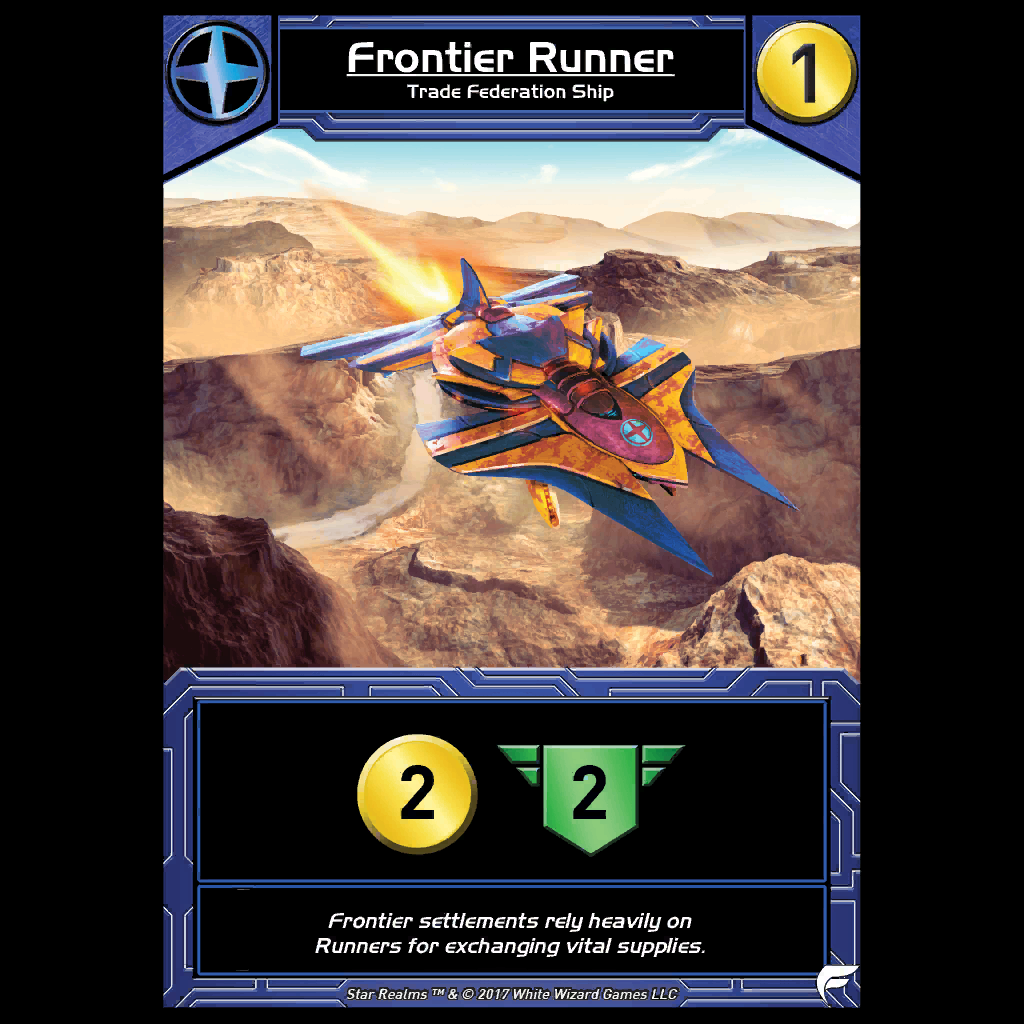 Frontier Runner
1
Trade Federation Ship
2 2
Frontier settlements rely heavily on
Runners for exchanging vital supplies.
Star Realms ™ & © 2017 White Wizard Games LLC